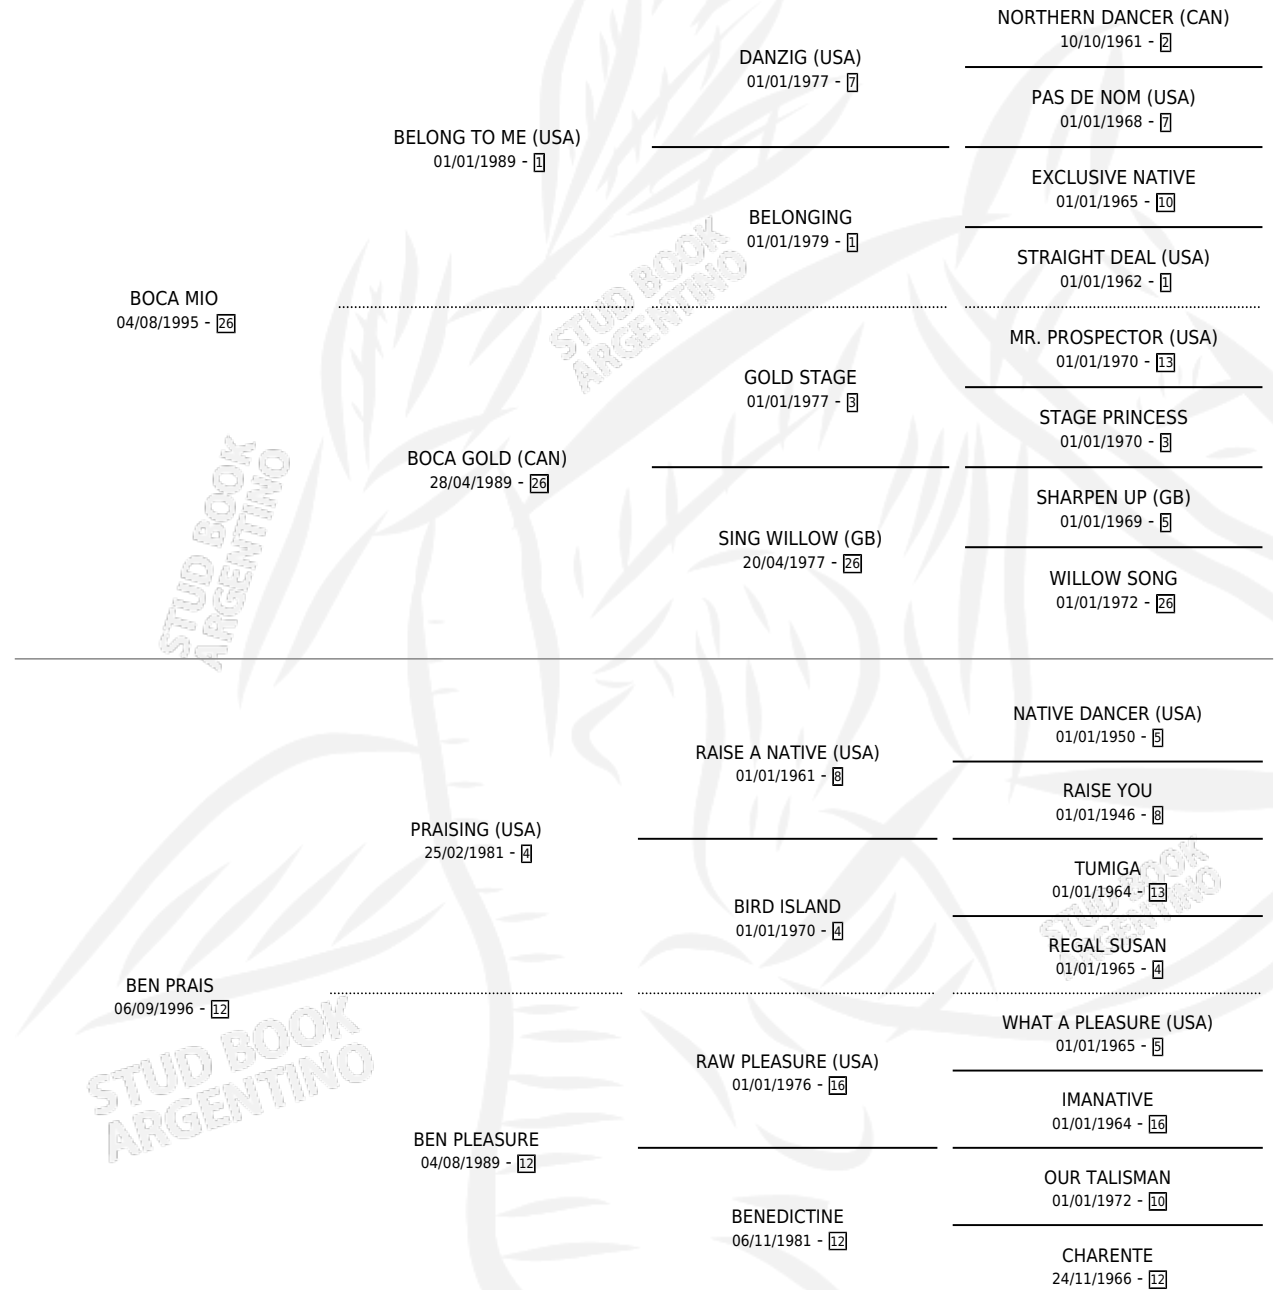 NORTHERN DANCER (CAN)
10/10/1961 - 2
DANZIG (USA)
01/01/1977 - 7
PAS DE NOM (USA)
01/01/1968 - 7
BELONG TO ME (USA)
01/01/1989 - 1
EXCLUSIVE NATIVE
01/01/1965 - 10
BELONGING
01/01/1979 - 1
STRAIGHT DEAL (USA)
01/01/1962 - 1
BOCA MIO
04/08/1995 - 26
MR. PROSPECTOR (USA)
01/01/1970 - 13
GOLD STAGE
01/01/1977 - 3
STAGE PRINCESS
01/01/1970 - 3
BOCA GOLD (CAN)
28/04/1989 - 26
SHARPEN UP (GB)
01/01/1969 - 5
SING WILLOW (GB)
20/04/1977 - 26
WILLOW SONG
01/01/1972 - 26
NATIVE DANCER (USA)
01/01/1950 - 5
RAISE A NATIVE (USA)
01/01/1961 - 8
RAISE YOU
01/01/1946 - 8
PRAISING (USA)
25/02/1981 - 4
TUMIGA
01/01/1964 - 13
BIRD ISLAND
01/01/1970 - 4
REGAL SUSAN
01/01/1965 - 4
BEN PRAIS
06/09/1996 - 12
WHAT A PLEASURE (USA)
01/01/1965 - 5
RAW PLEASURE (USA)
01/01/1976 - 16
IMANATIVE
01/01/1964 - 16
BEN PLEASURE
04/08/1989 - 12
OUR TALISMAN
01/01/1972 - 10
BENEDICTINE
06/11/1981 - 12
CHARENTE
24/11/1966 - 12
STUD BOOK
ARGENTINO
STUD BOOK
ARGENTINO
STUD BOOK
ARGENTINO
STUD BOOK
ARGENTINO